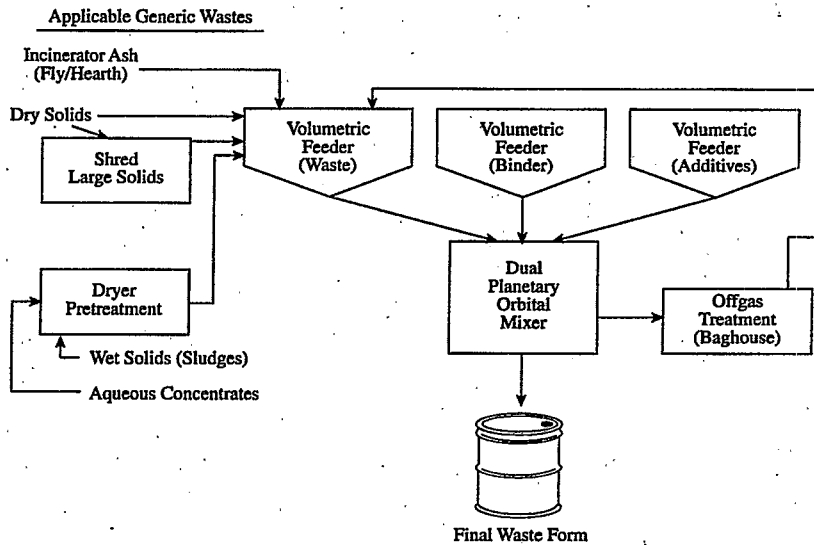 Applicable Generic Wastes
Incinerator Ash
(Fly/Hearth)
Dry Solids
Shred
Large Solids
Volumetric
Feeder
(Waste)
Volumetric
Feeder
(Binder)
Volumetric
Feeder
(Additives)
Dryer
Pretreatment
Dual
Planetary
Orbital
Mixer
Offgas
Treatment
(Baghouse)
Wet Solids (Sludges)
Aqueous Concentrates
Final Waste Form